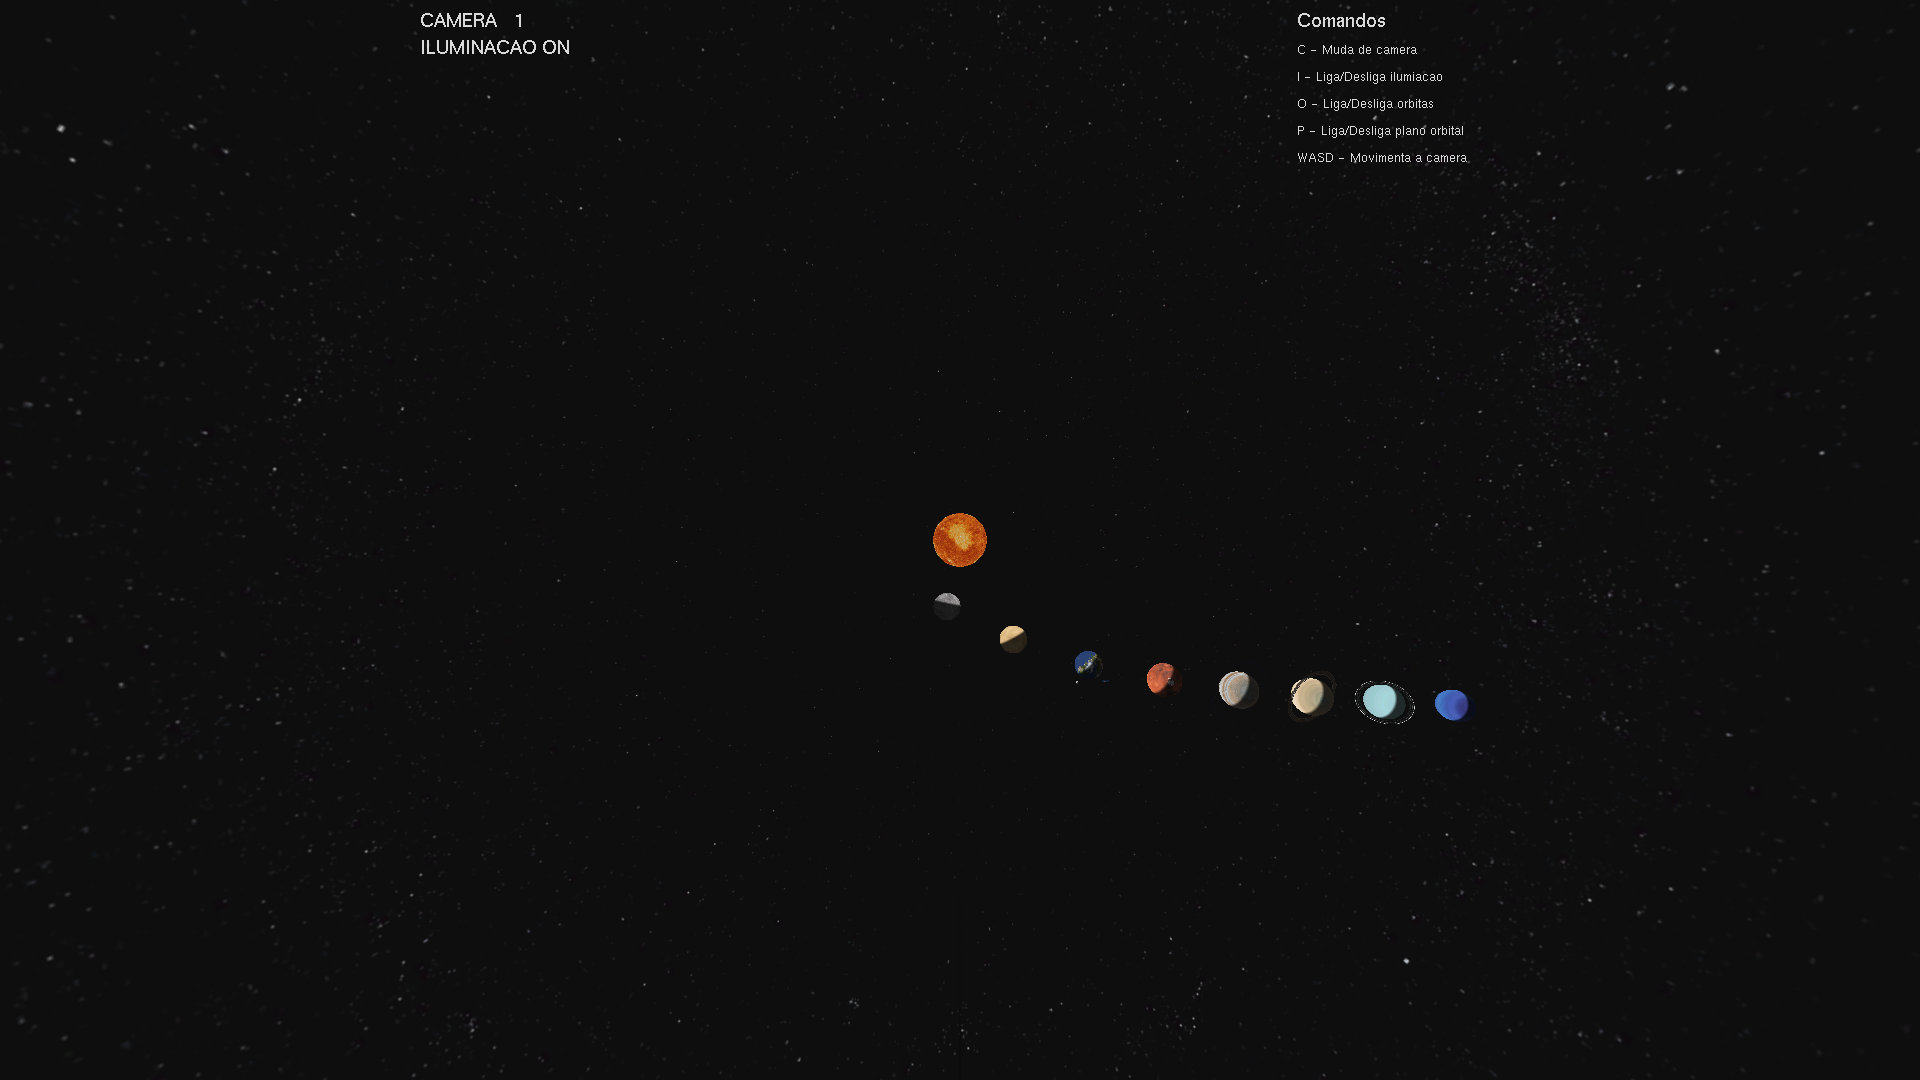 CAMERA 1
ILUMINACAO ON
Comandos
C - Muda de camera
I - Liga/Desliga ilumiacao
O - Liga/Desliga orbitas
P - Liga/Desliga plano orbital
WASD - Movimenta a camera